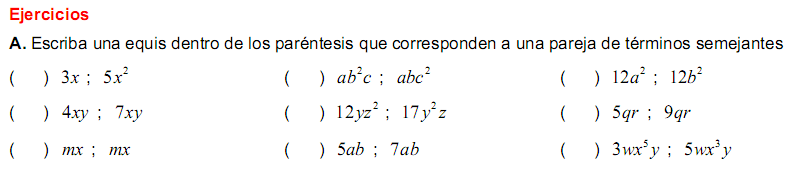 Ejercicios
A. Escriba una equis dentro de los paréntesis que corresponden a una pareja de términos semejantes
( ) 3x ; 5x² ( ) ab²c ; abc² ( ) 12a² ; 12b²
( ) 4xy ; 7xy ( ) 12yz² ; 17y²z ( ) 5qr ; 9qr
( ) mx ; mx ( ) 5ab ; 7ab ( ) 3wx⁵y ; 5wx³y